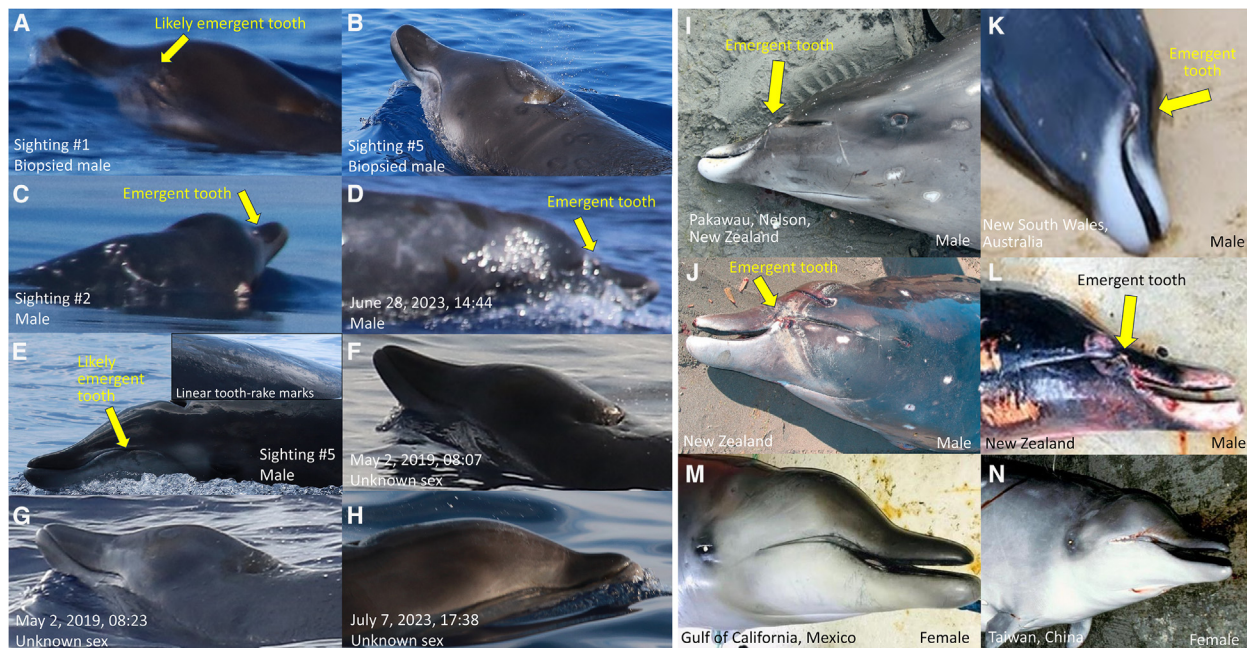 A
Likely emergent tooth
Sighting #1
Biopsied male
B
Sighting #5
Biopsied male
C
Emergent tooth
Sighting #2
Male
D
Emergent tooth
June 28, 2023, 14:44
Male
E
Likely
emergent
tooth
Linear tooth-rake marks
Sighting #5
Male
F
May 2, 2019, 08:07
Unknown sex
G
May 2, 2019, 08:23
Unknown sex
H
July 7, 2023, 17:38
Unknown sex
I
Emergent tooth
Pakawau, Nelson,
New Zealand
Male
K
Emergent
tooth
New South Wales,
Australia
Male
J
Emergent tooth
New Zealand
Male
L
Emergent tooth
New Zealand
Male
M
Gulf of California, Mexico
Female
N
Taiwan, China
Female